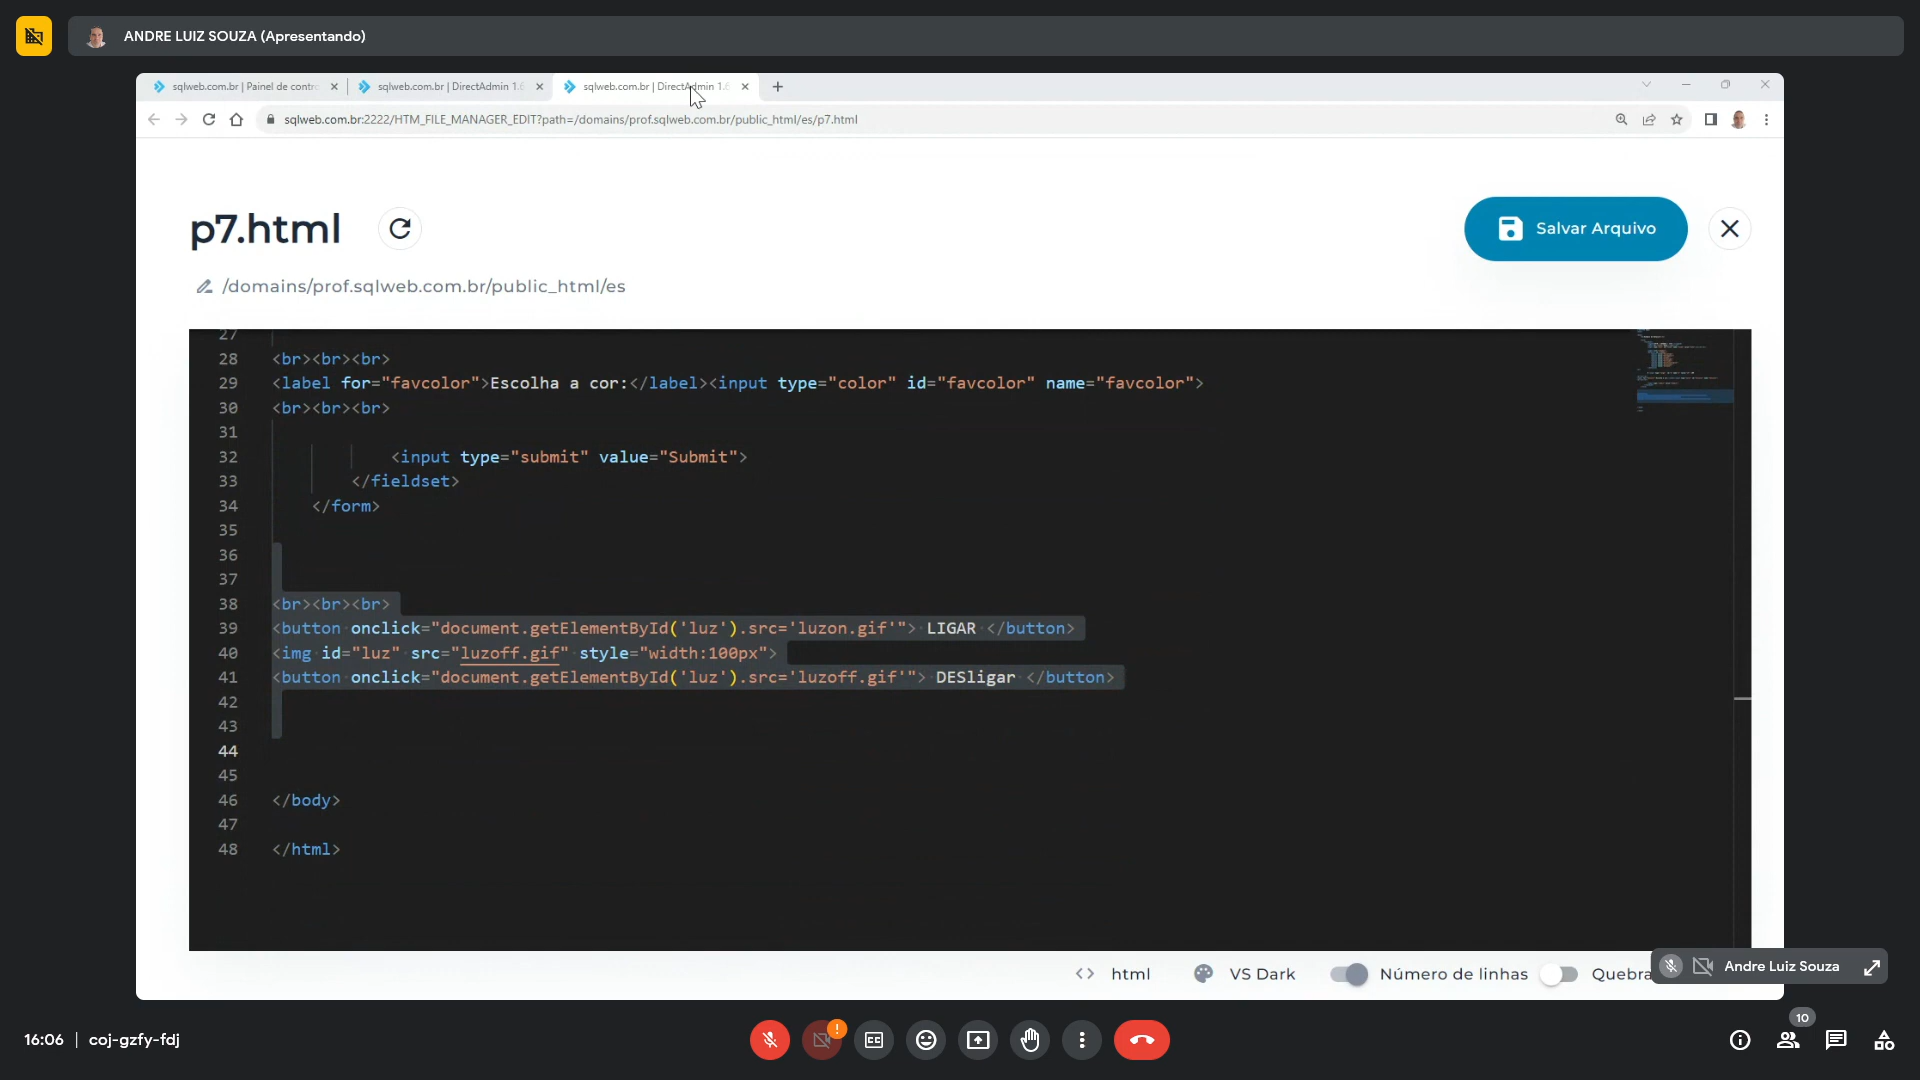 ANDRE LUIZ SOUZA (Apresentando)
sqlweb.com.br | Painel de contro
sqlweb.com.br | DirectAdmin 1.6
sqlweb.com.br | DirectAdmin 1.6
sqlweb.com.br:2222/HTM_FILE_MANAGER_EDIT?path=/domains/prof.sqlweb.com.br/public_html/es/p7.html
p7.html
Salvar Arquivo
/domains/prof.sqlweb.com.br/public_html/es
27
28 <br><br><br>
29 <label for="favcolor">Escolha a cor:</label><input type="color" id="favcolor" name="favcolor">
30 <br><br><br>
31
32 <input type="submit" value="Submit">
33 </fieldset>
34 </form>
35
36
37
38 <br><br><br>
39 <button onclick="document.getElementById('luz').src='luzon.gif'"> LIGAR </button>
40 <img id="luz" src="luzoff.gif" style="width:100px">
41 <button onclick="document.getElementById('luz').src='luzoff.gif'"> DESligar </button>
42
43
44
45
46 </body>
47
48 </html>
<> html VS Dark Número de linhas Quebra
Andre Luiz Souza
16:06 | coj-gzfy-fdj
10